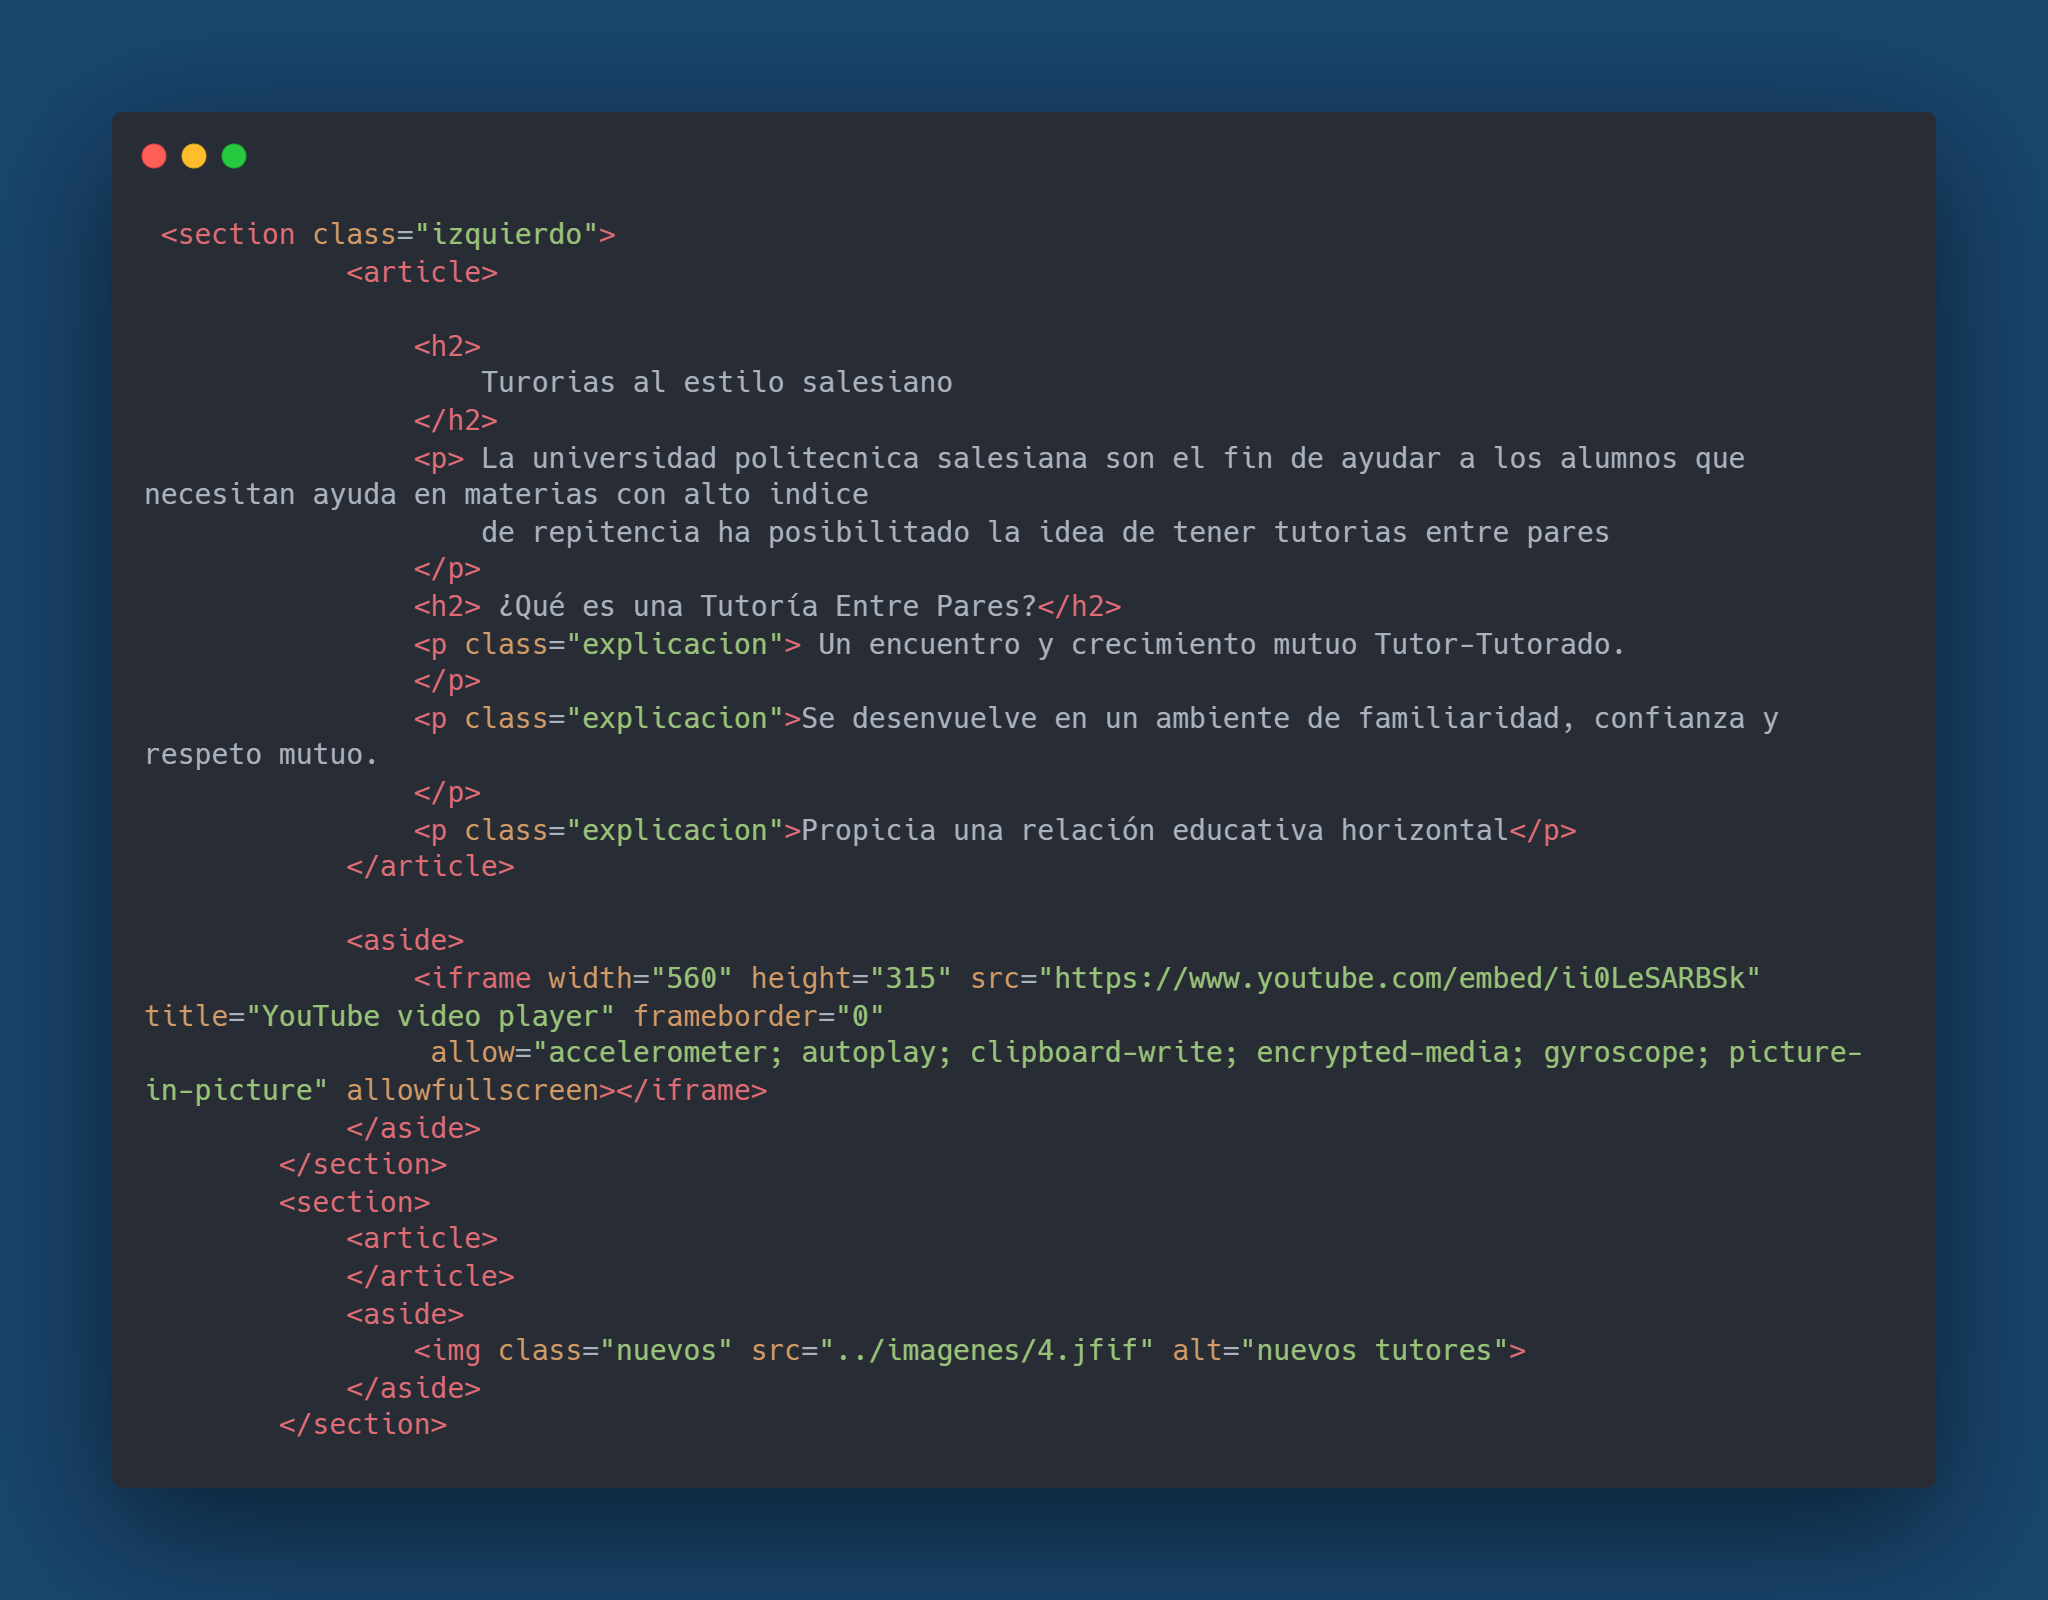 <section class="izquierdo">
<article>
<h2>
Turorias al estilo salesiano
</h2>
<p> La universidad politecnica salesiana son el fin de ayudar a los alumnos que
necesitan ayuda en materias con alto indice
de repitencia ha posibilitado la idea de tener tutorias entre pares
</p>
<h2> ¿Qué es una Tutoría Entre Pares?</h2>
<p class="explicacion"> Un encuentro y crecimiento mutuo Tutor-Tutorado.
</p>
<p class="explicacion">Se desenvuelve en un ambiente de familiaridad, confianza y
respeto mutuo.
</p>
<p class="explicacion">Propicia una relación educativa horizontal</p>
</article>
<aside>
<iframe width="560" height="315" src="https://www.youtube.com/embed/ii0LeSARBSk"
title="YouTube video player" frameborder="0"
allow="accelerometer; autoplay; clipboard-write; encrypted-media; gyroscope; picture-
in-picture" allowfullscreen></iframe>
</aside>
</section>
<section>
<article>
</article>
<aside>
<img class="nuevos" src="../imagenes/4.jfif" alt="nuevos tutores">
</aside>
</section>